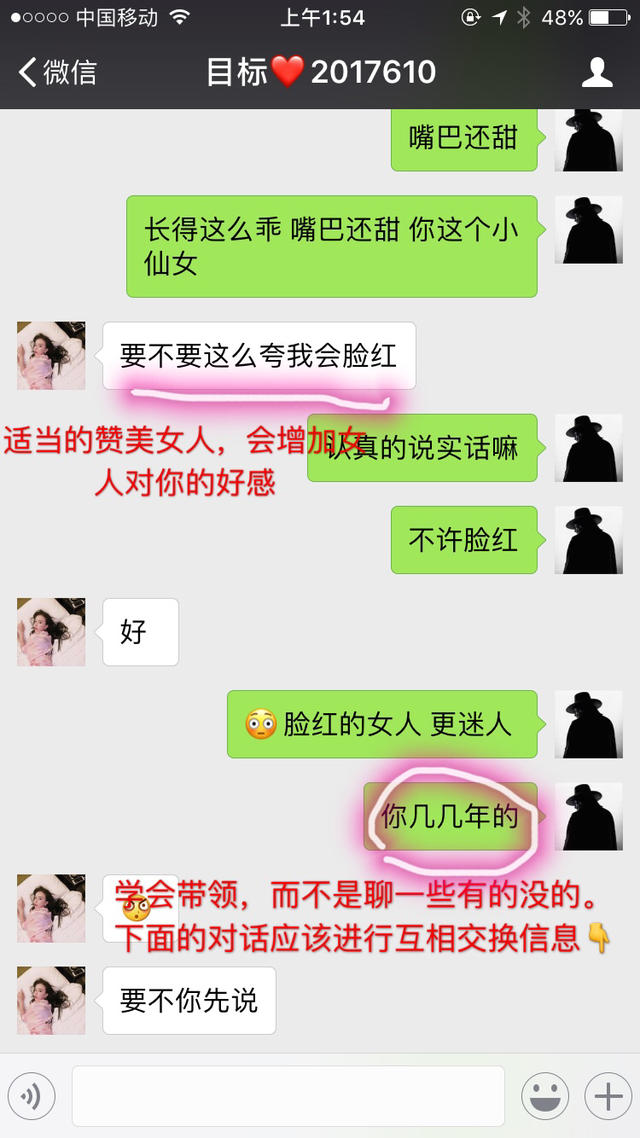 中国移动
上午1:54
48%
微信
目标❤️2017610
嘴巴还甜
长得这么乖 嘴巴还甜 你这个小
仙女
要不要这么夸我会脸红
适当的赞美女人，会增加女
人对你的好感
认真的说实话嘛
不许脸红
好
😳脸红的女人 更迷人
你几几年的
学会带领，而不是聊一些有的没的。
下面的对话应该进行互相交换信息👇
要不你先说